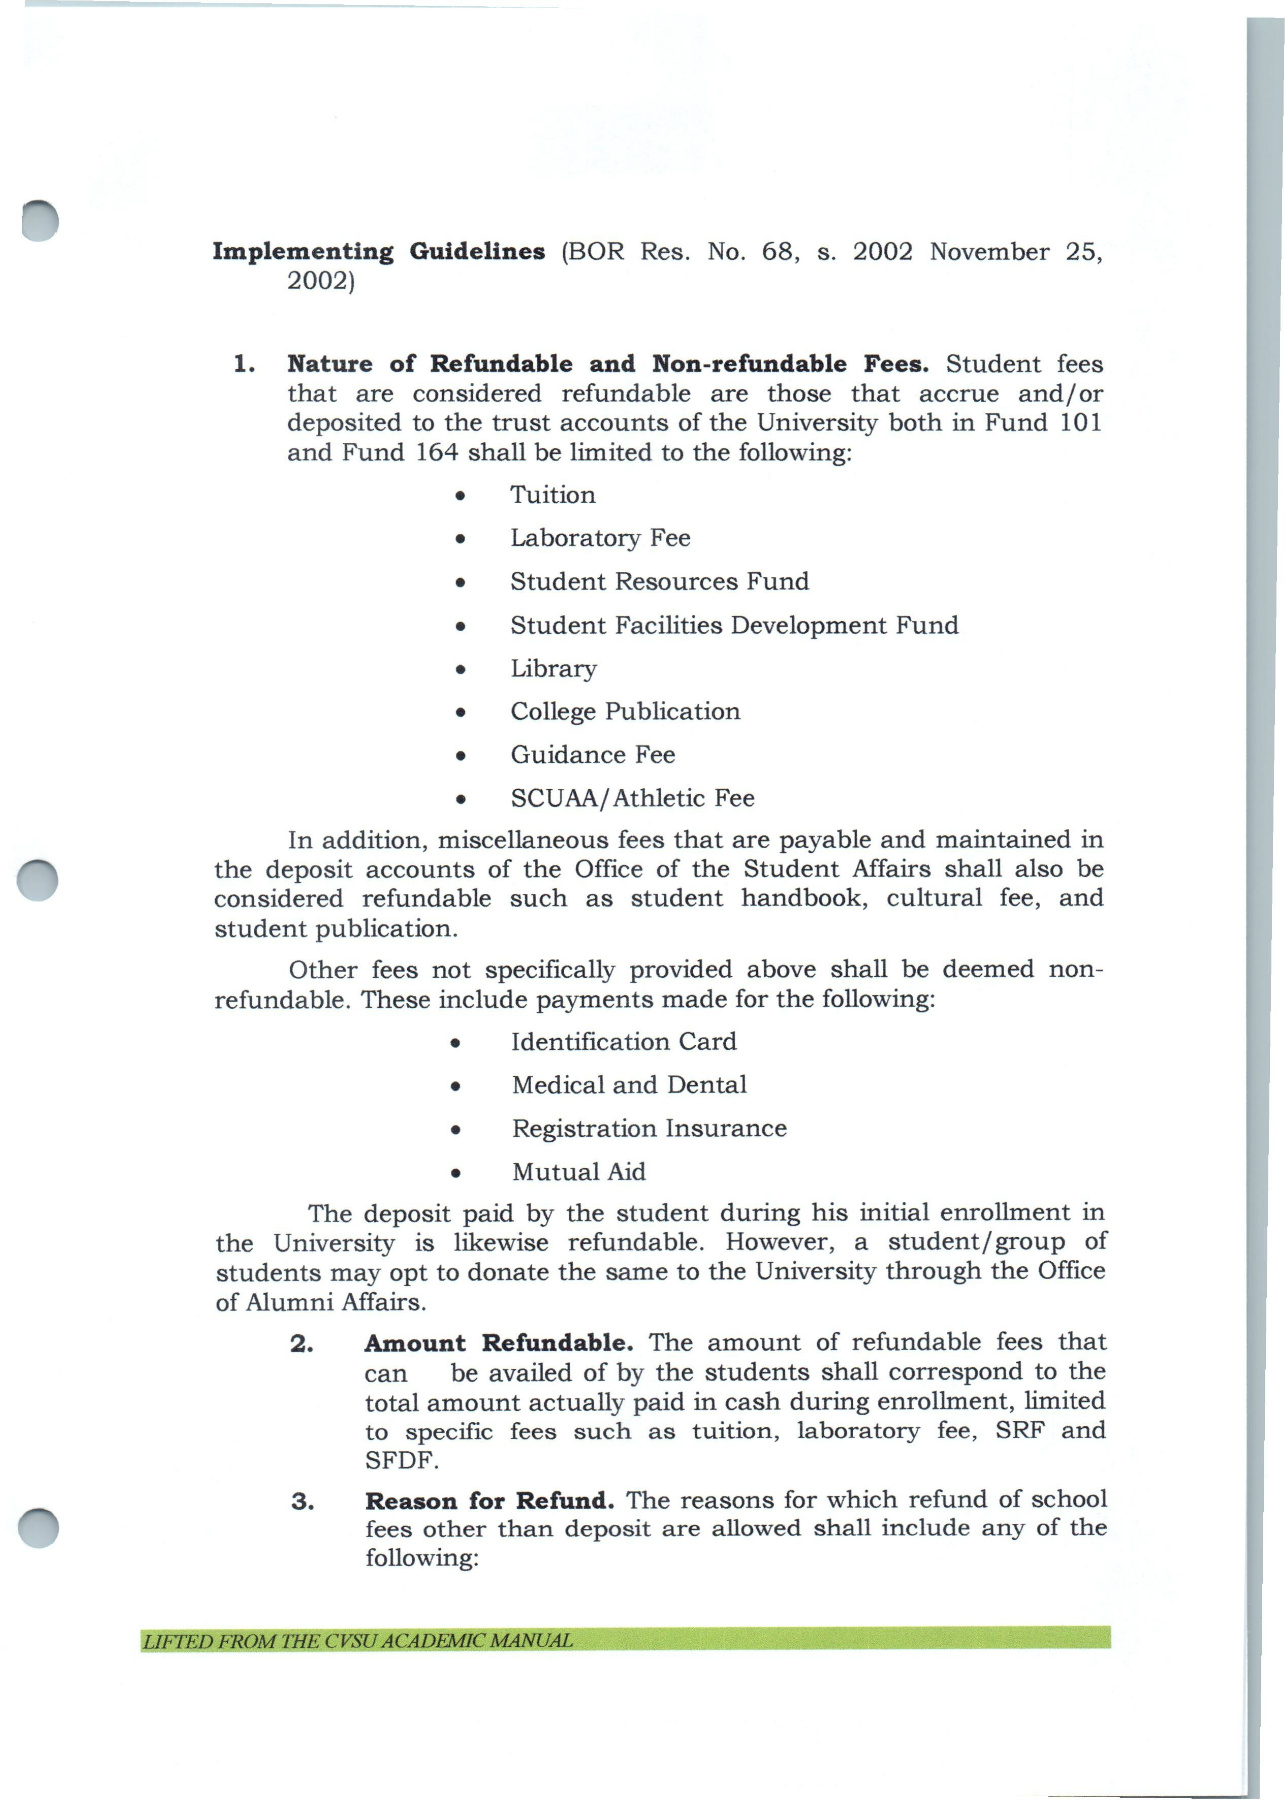 Implementing Guidelines (BOR Res. No. 68, s. 2002 November 25,
2002)
1. Nature of Refundable and Non-refundable Fees. Student fees
that are considered refundable are those that accrue and/or
deposited to the trust accounts of the University both in Fund 101
and Fund 164 shall be limited to the following:
• Tuition
• Laboratory Fee
• Student Resources Fund
• Student Facilities Development Fund
• Library
• College Publication
• Guidance Fee
• SCUAA/Athletic Fee
In addition, miscellaneous fees that are payable and maintained in
the deposit accounts of the Office of the Student Affairs shall also be
considered refundable such as student handbook, cultural fee, and
student publication.
Other fees not specifically provided above shall be deemed non-
refundable. These include payments made for the following:
• Identification Card
• Medical and Dental
• Registration Insurance
• Mutual Aid
The deposit paid by the student during his initial enrollment in
the University is likewise refundable. However, a student/group of
students may opt to donate the same to the University through the Office
of Alumni Affairs.
2. Amount Refundable. The amount of refundable fees that
can be availed of by the students shall correspond to the
total amount actually paid in cash during enrollment, limited
to specific fees such as tuition, laboratory fee, SRF and
SFDF.
3. Reason for Refund. The reasons for which refund of school
fees other than deposit are allowed shall include any of the
following:
LIFTED FROM THE CVSU ACADEMIC MANUAL